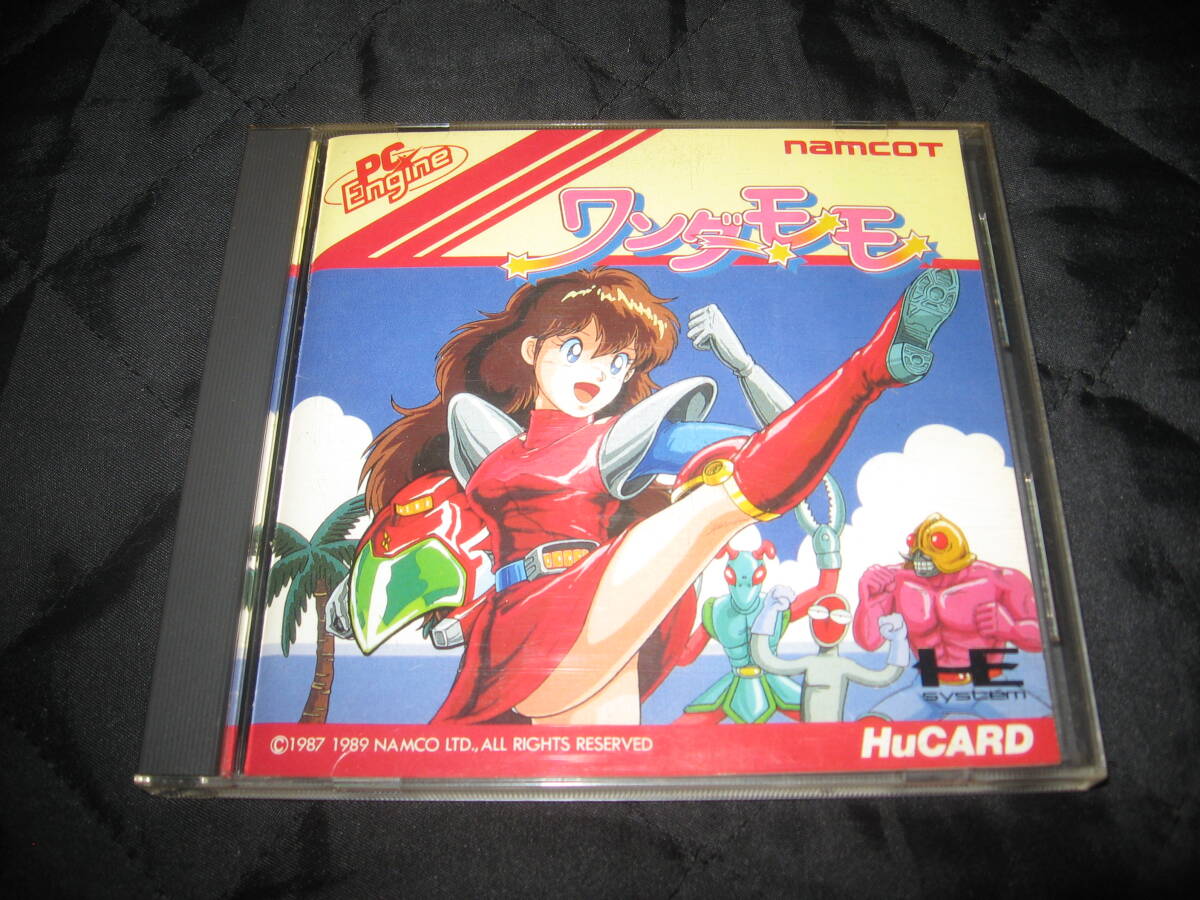 PC Engine
namcoT
ワンダーモモ
HE
system
©1987 1989 NAMCO LTD., ALL RIGHTS RESERVED
HuCARD